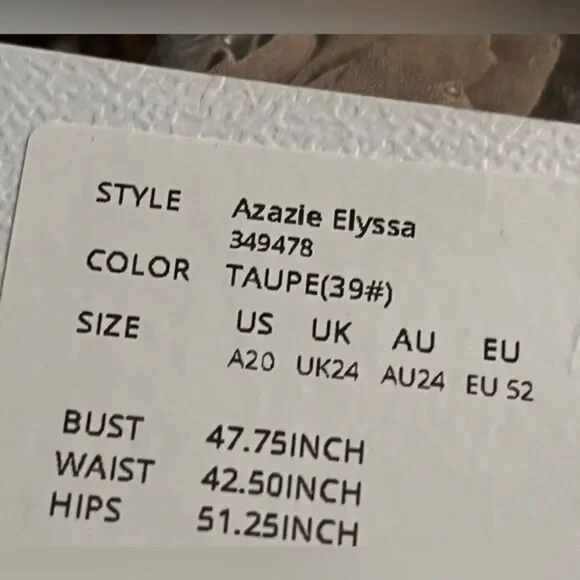 STYLE Azazie Elyssa
349478
COLOR TAUPE(39#)
SIZE US UK AU EU
A20 UK24 AU24 EU 52
BUST 47.75INCH
WAIST 42.50INCH
HIPS 51.25INCH